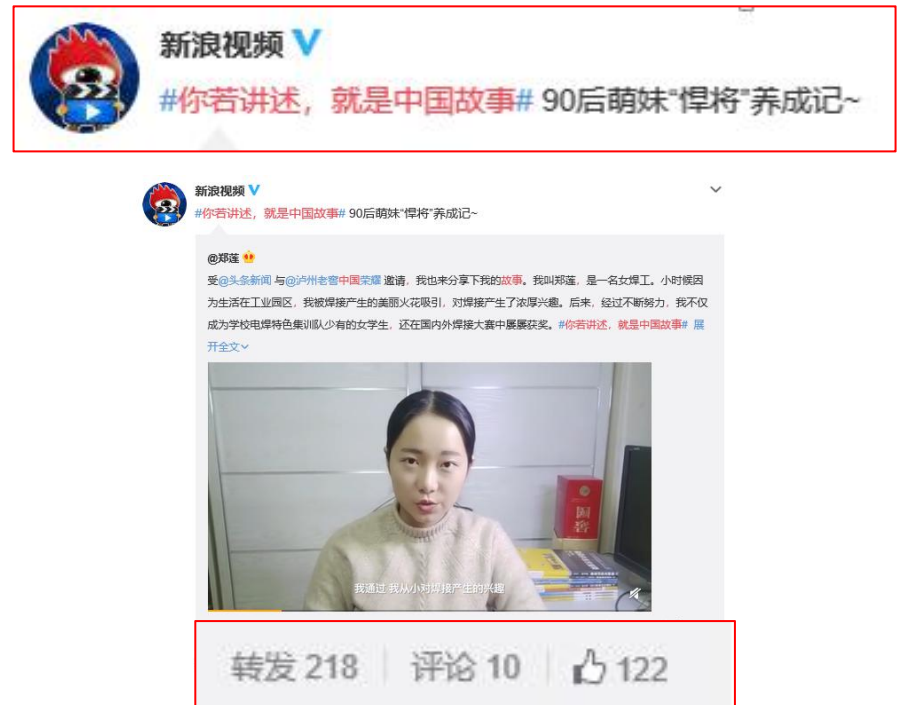 新浪视频 V
#你若讲述，就是中国故事# 90后萌妹“悍将”养成记~
新浪视频 V
#你若讲述，就是中国故事# 90后萌妹“悍将”养成记~
@郑莲
受@头条新闻 与@泸州老窖中国荣耀 邀请，我也来分享下我的故事。我叫郑莲，是一名女焊工。小时候因
为生活在工业园区，我被焊接产生的美丽火花吸引，对焊接产生了浓厚兴趣。后来，经过不断努力，我不仅
成为学校电焊特色集训队少有的女学生，还在国内外焊接大赛中屡屡获奖。#你若讲述，就是中国故事# 展
开全文
我通过 我从小对焊接产生的兴趣
转发 218 评论 10 122